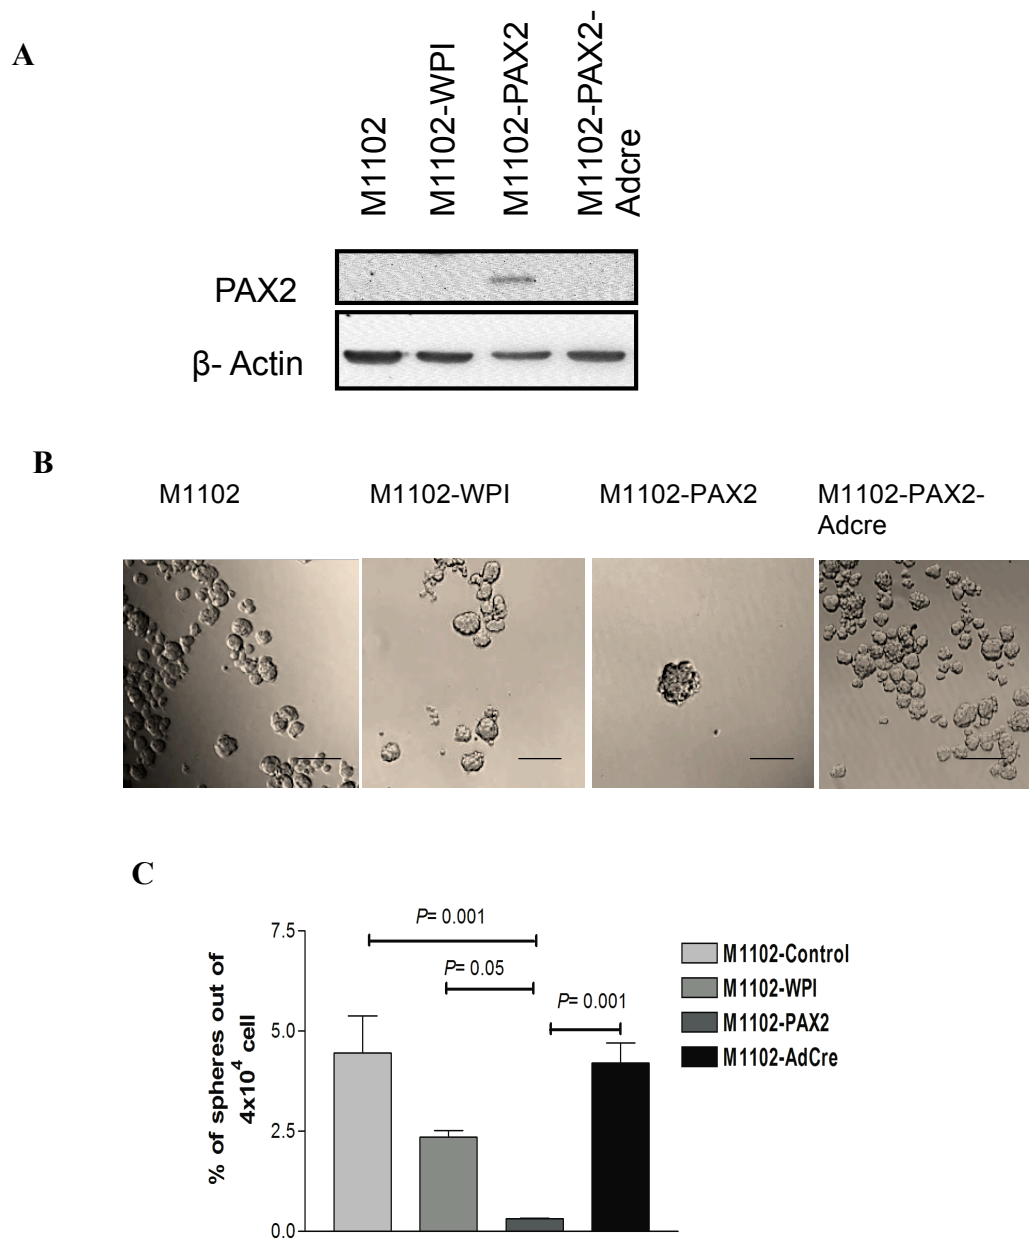 A
M1102
M1102-WPI
M1102-PAX2
M1102-PAX2-
Adcre
PAX2
β- Actin
B
M1102
M1102-WPI
M1102-PAX2
M1102-PAX2-
Adcre
C
P= 0.001
P= 0.05
P= 0.001
7.5
5.0
2.5
0.0
% of spheres out of
4x10⁴ cell
M1102-Control
M1102-WPI
M1102-PAX2
M1102-AdCre